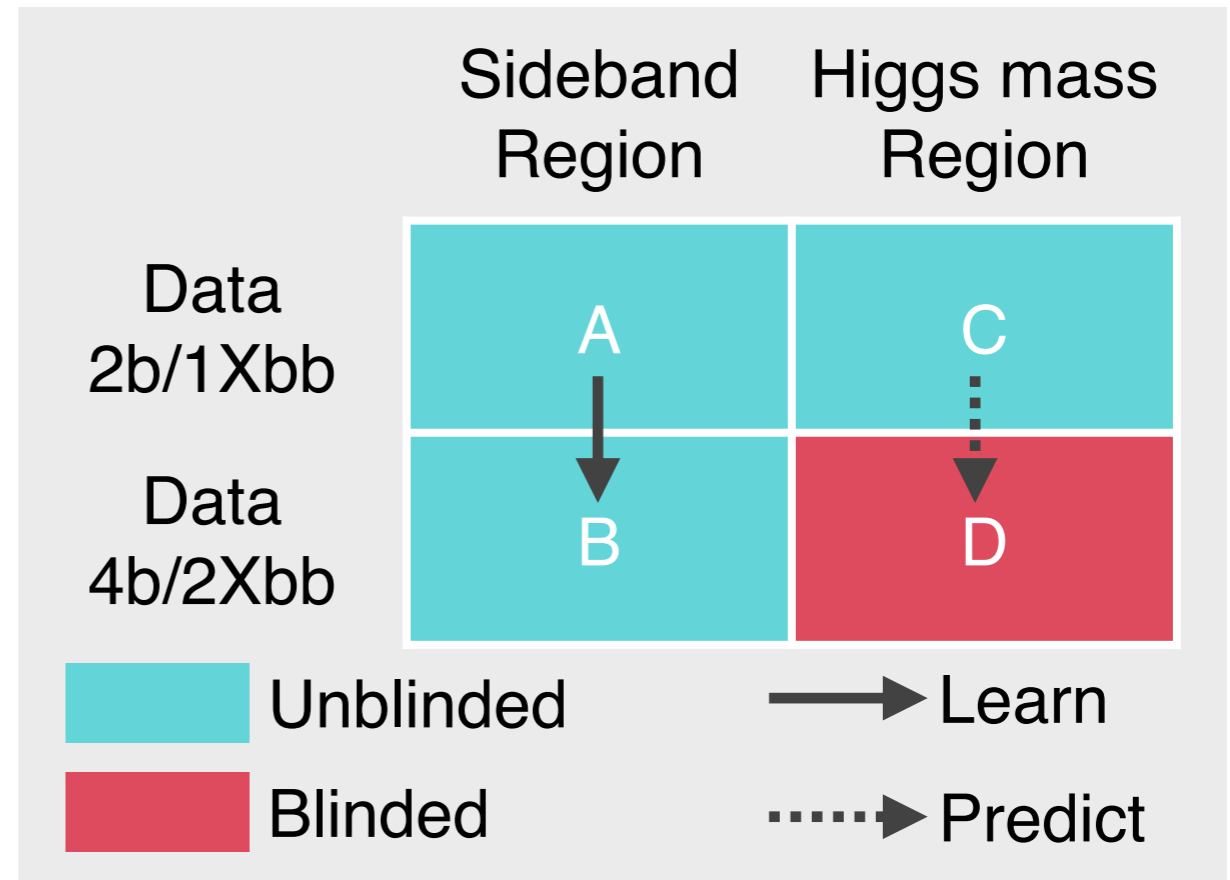 Sideband
Region
Higgs mass
Region
Data
2b/1Xbb
A
C
Data
4b/2Xbb
B
D
Unblinded
Learn
Blinded
Predict